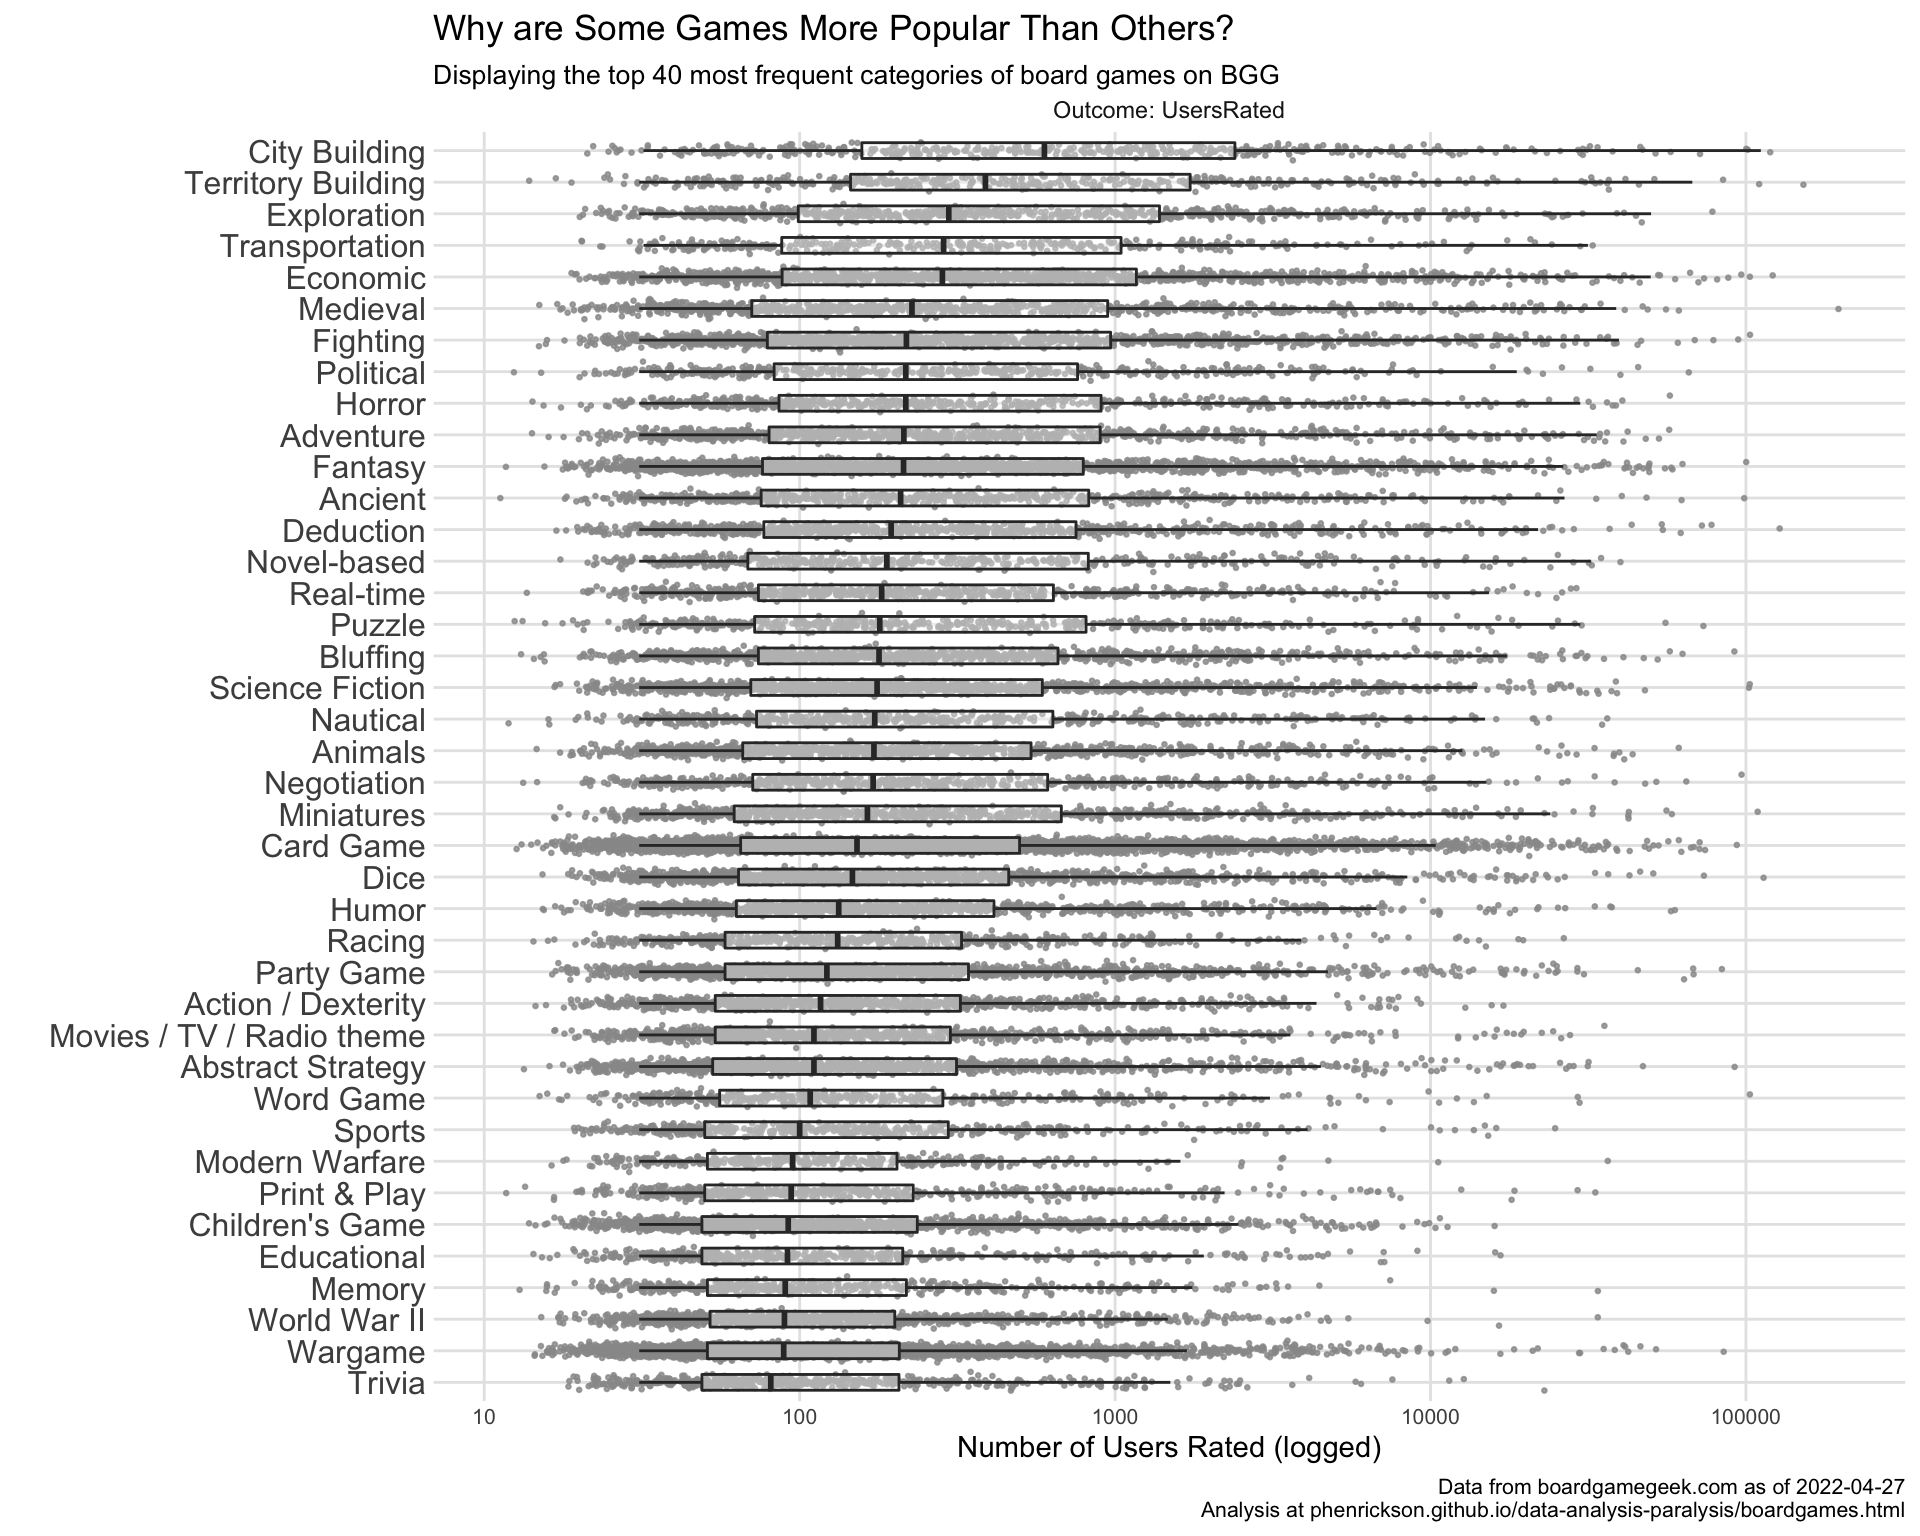 Why are Some Games More Popular Than Others?
Displaying the top 40 most frequent categories of board games on BGG
Outcome: UsersRated
City Building
Territory Building
Exploration
Transportation
Economic
Medieval
Fighting
Political
Horror
Adventure
Fantasy
Ancient
Deduction
Novel-based
Real-time
Puzzle
Bluffing
Science Fiction
Nautical
Animals
Negotiation
Miniatures
Card Game
Dice
Humor
Racing
Party Game
Action / Dexterity
Movies / TV / Radio theme
Abstract Strategy
Word Game
Sports
Modern Warfare
Print & Play
Children's Game
Educational
Memory
World War II
Wargame
Trivia
10 100 1000 10000 100000
Number of Users Rated (logged)
Data from boardgamegeek.com as of 2022-04-27
Analysis at phenrickson.github.io/data-analysis-paralysis/boardgames.html